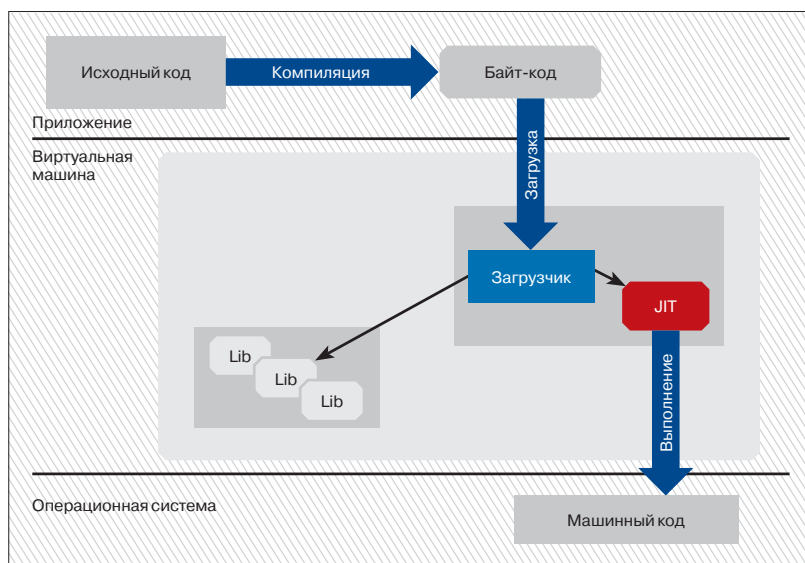 Исходный код
Компиляция
Байт-код
Приложение
Виртуальная
машина
Загрузка
Загрузчик
JIT
Lib
Lib
Lib
Выполнение
Операционная система
Машинный код